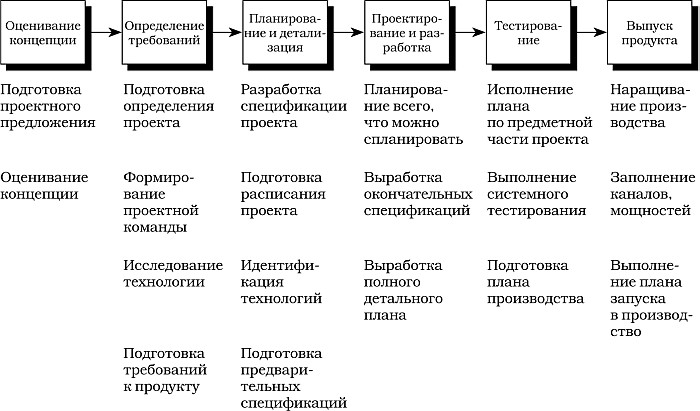 Оценивание
концепции
Определение
требований
Планирова-
ние и детали-
зация
Проектиро-
вание и раз-
работка
Тестирова-
ние
Выпуск
продукта
Подготовка
проектного
предложения
Подготовка
определения
проекта
Разработка
спецификации
проекта
Планирова-
ние всего,
что можно
спланировать
Исполнение
плана
по предметной
части проекта
Наращи-
вание произ-
водства
Оценивание
концепции
Формиро-
вание
проектной
команды
Подготовка
расписания
проекта
Выработка
окончательных
спецификаций
Выполнение
системного
тестирования
Заполнение
каналов,
мощностей
Исследование
технологии
Идентифи-
кация
технологий
Выработка
полного
детального
плана
Подготовка
плана
производства
Выполне-
ние плана
запуска
в производ-
ство
Подготовка
требований
к продукту
Подготовка
предвари-
тельных
спецификаций